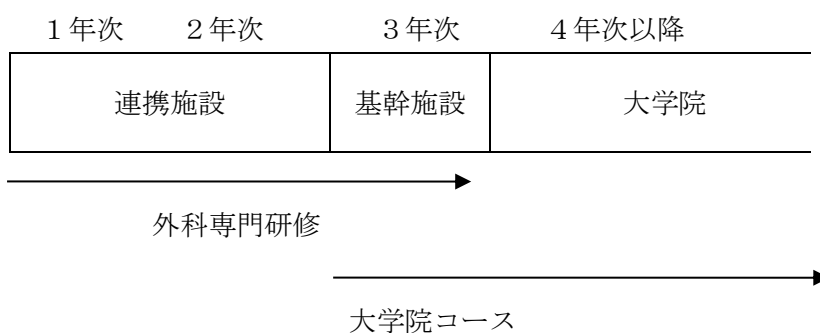 １年次　２年次　３年次　４年次以降
連携施設　基幹施設　大学院
外科専門研修
大学院コース